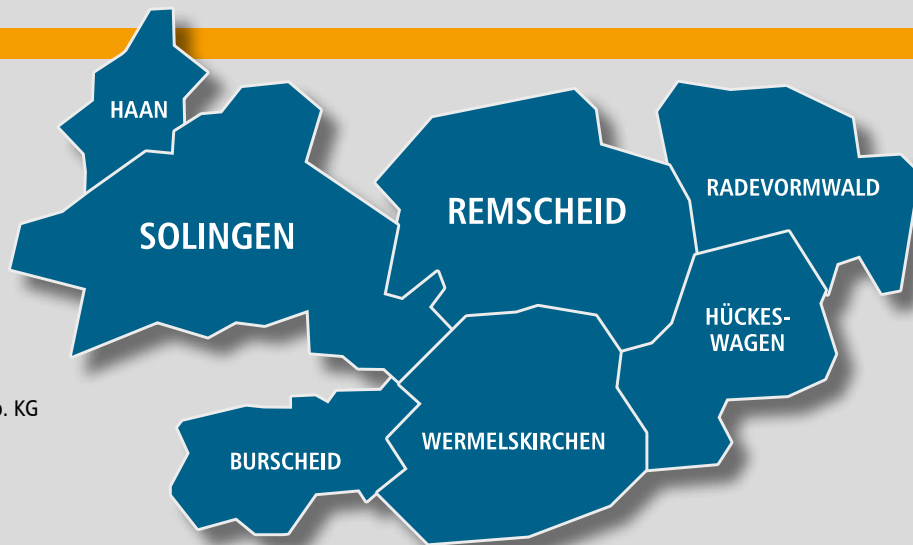 HAAN
SOLINGEN
REMSCHEID
RADEVORMWALD
HÜCKES-
WAGEN
. KG
WERMELSKIRCHEN
BURSCHEID